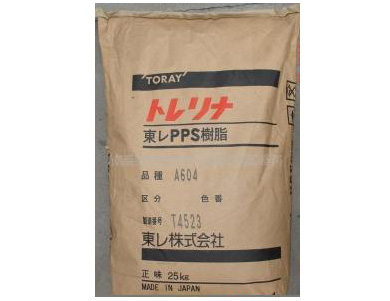 TORAY
トレリナ
東レPPS樹脂
品種 A604
区分 色番
製造番号 T4523
東レ株式会社
正味 25kg
MADE IN JAPAN